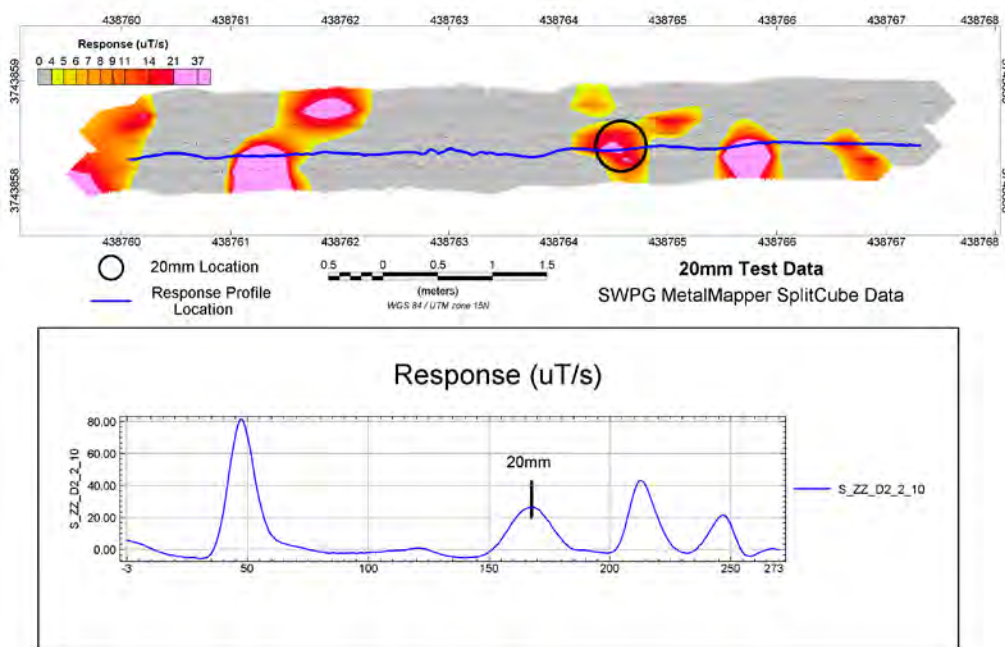 438760 438761 438762 438763 438764 438765 438766 438767 438768
Response (uT/s)
0 4 5 6 7 8 9 11 14 21 37
3743859
3743858
438760 438761 438762 438763 438764 438765 438766 438767 438768
20mm Location
Response Profile
Location
0.5 0 0.5 1 1.5
(meters)
WGS 84 / UTM zone 15N
20mm Test Data
SWPG MetalMapper SplitCube Data
Response (uT/s)
S_ZZ_D2_2_10
80.00
60.00
40.00
20.00
0.00
20mm
S_ZZ_D2_2_10
-3 50 100 150 200 250 273